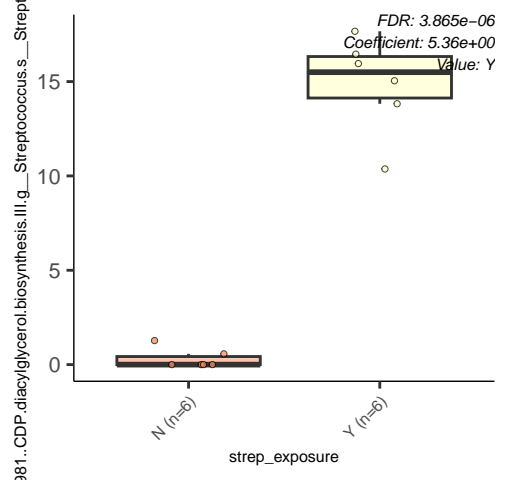 FDR: 3.865e−06
Coefficient: 5.36e+00
Value: Y
981..CDP.diacylglycerol.biosynthesis.III.g__Streptococcus.s__Strept
15
10
5
0
N (n=6)
Y (n=6)
strep_exposure